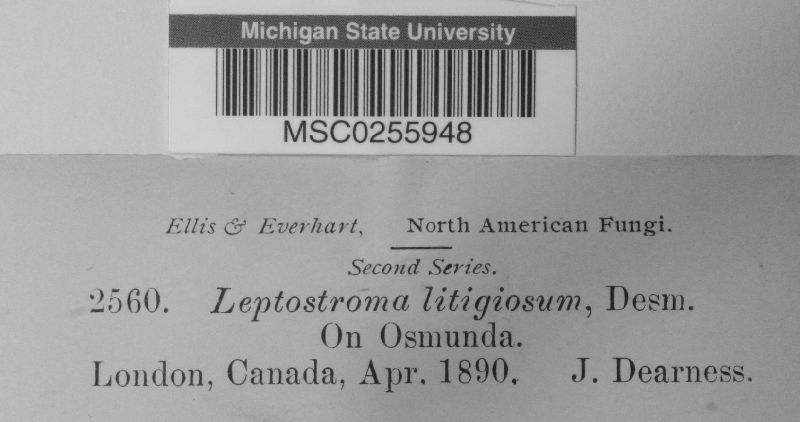 Michigan State University
MSC0255948
Ellis & Everhart, North American Fungi.
Second Series.
2560. Leptostroma litigiosum, Desm.
On Osmunda.
London, Canada, Apr. 1890. J. Dearness.